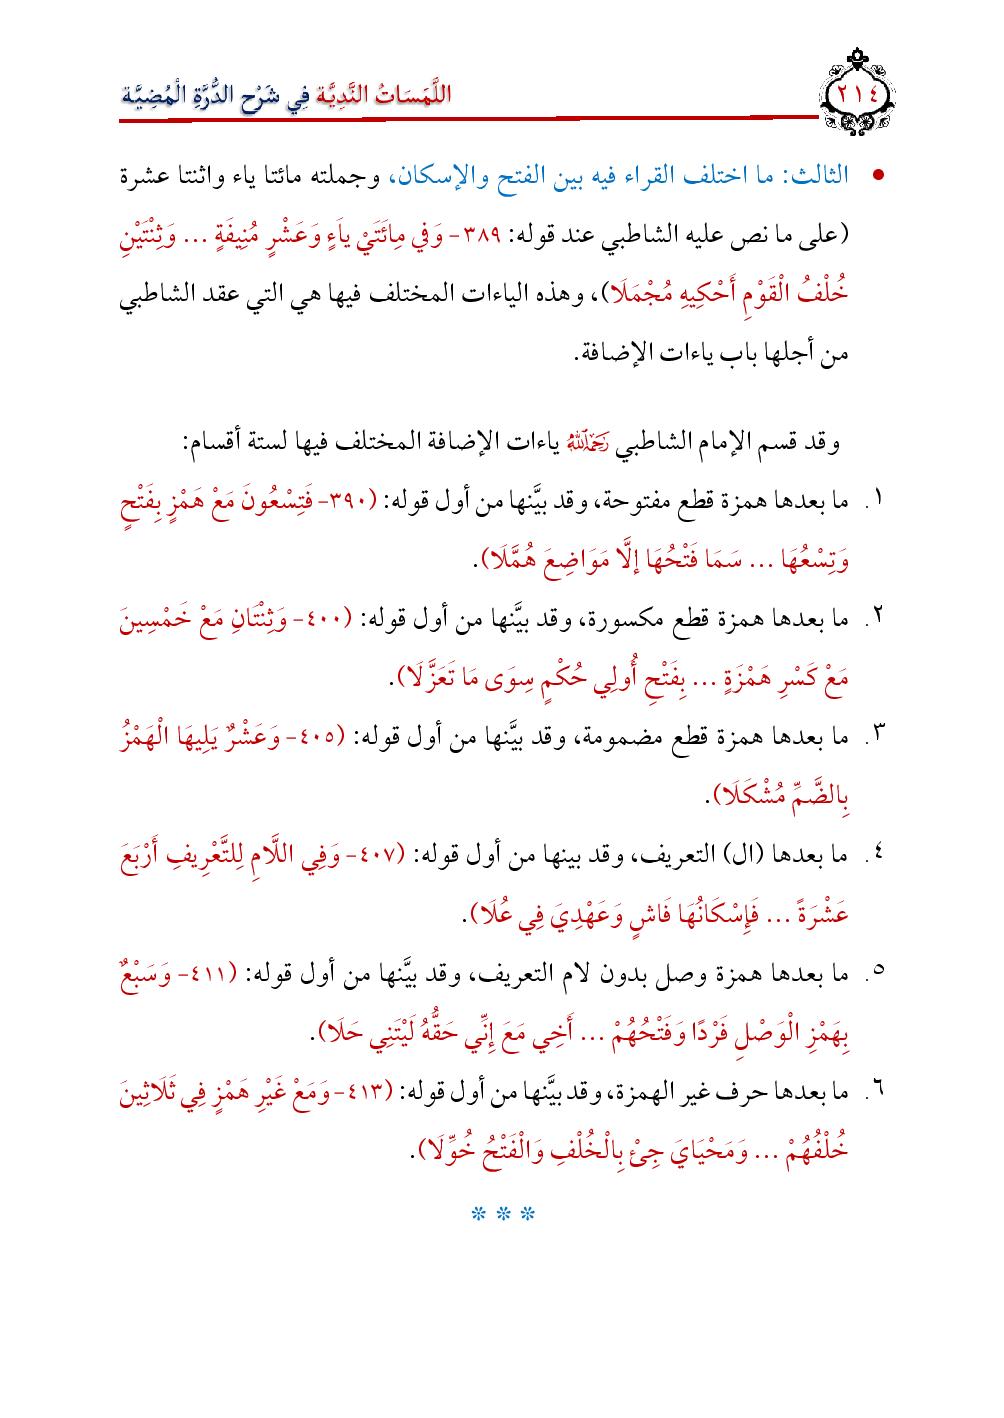 ٢١٤
اللَّمَسَاتُ النَّدِيَّة فِي شَرْح الدُّرَّةِ الْمُضِيَّة
• الثالث: ما اختلف القراء فيه بين الفتح والإسكان، وجملته مائتا ياء واثنتا عشرة
(على ما نص عليه الشاطبي عند قوله: ٣٨٩- وَفي مِائَتَيْ ياَءٍ وَعَشْرٍ مُنِيفَةٍ ... وَثِنْتَيْنِ
خُلْفُ الْقَوْمِ أَحْكِيهِ مُجْمَلَا)، وهذه الياءات المختلف فيها هي التي عقد الشاطبي
من أجلها باب ياءات الإضافة.
وقد قسم الإمام الشاطبي رَحِمَهُ اللَّهُ ياءات الإضافة المختلف فيها لستة أقسام:
١. ما بعدها همزة قطع مفتوحة، وقد بيَّنها من أول قوله: (٣٩٠- فَتِسْعُونَ مَعْ هَمْزٍ بِفَتْحٍ
وَتِسْعُهَا ... سَمَا فَتْحُهَا إلَّا مَوَاضِعَ هُمَّلَا).
٢. ما بعدها همزة قطع مكسورة، وقد بيَّنها من أول قوله: (٤٠٠- وَثِنْتَانِ مَعْ خَمْسِينَ
مَعْ كَسْرِ هَمْزَةٍ ... بِفَتْحِ أُولِي حُكْمٍ سِوَى مَا تَعَزَّلَا).
٣. ما بعدها همزة قطع مضمومة، وقد بيَّنها من أول قوله: (٤٠٥- وَعَشْرٌ يَلِيهَا الْهَمْزُ
بِالضَّمِّ مُشْكَلَا).
٤. ما بعدها (ال) التعريف، وقد بينها من أول قوله: (٤٠٧- وَفِي اللَّامِ لِلتَّعْرِيفِ أَرْبَعَ
عَشْرَةً ... فَإِسْكَانُهَا فَاشٍ وَعَهْدِيَ فِي عُلَا).
٥. ما بعدها همزة وصل بدون لام التعريف، وقد بيَّنها من أول قوله: (٤١١- وَسَبْعٌ
بِهَمْزِ الْوَصْلِ فَرْدًا وَفَتْحُهُمْ ... أَخِي مَعَ إِنِّي حَقُّهُ لَيْتَنِي حَلَا).
٦. ما بعدها حرف غير الهمزة، وقد بيَّنها من أول قوله: (٤١٣- وَمَعْ غَيْرِ هَمْزٍ فِي ثَلَاثِينَ
خُلْفُهُمْ ... وَمَحْيَايَ جِئْ بِالْخُلْفِ وَالْفَتْحُ خُوِّلَا).
* * *